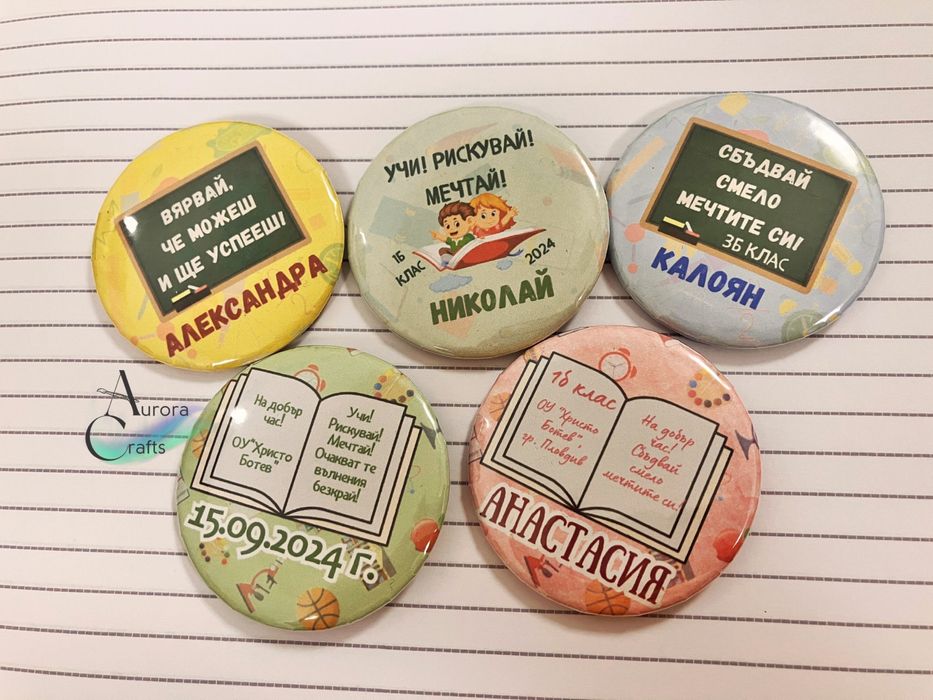 ВЯРВАЙ,
ЧЕ МОЖЕШ
И ЩЕ УСПЕЕШ!
АЛЕКСАНДРА
УЧИ! РИСКУВАЙ!
МЕЧТАЙ!
1Б
КЛАС
2024
НИКОЛАЙ
СБЪДВАЙ
СМЕЛО
МЕЧТИТЕ СИ!
3Б КЛАС
КАЛОЯН
Aurora
Crafts
На добър
час!
ОУ"Христо
Ботев"
Учи!
Рискувай!
Мечтай!
Очакват те
вълнения
безкрай!
15.09.2024 г.
1б клас
ОУ "Христо
Ботев"
гр. Пловдив
На добър
час!
Сбъдвай
смело
мечтите си!
АНАСТАСИЯ